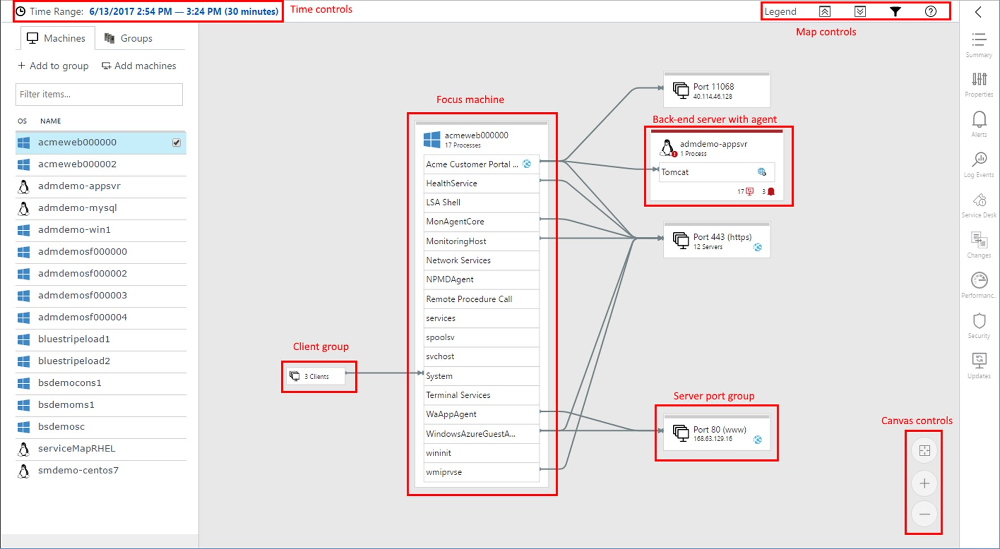 Time Range: 6/13/2017 2:54 PM — 3:24 PM (30 minutes)
Time controls
Legend
Map controls
Machines
Groups
+ Add to group
Add machines
Filter items...
OS NAME
acmeweb000000
acmeweb000002
admdemo-appsvr
admdemo-mysql
admdemo-win1
admdemosf000000
admdemosf000002
admdemosf000003
admdemosf000004
bluestripeload1
bluestripeload2
bsdemocons1
bsdemoms1
bsdemosc
serviceMapRHEL
smdemo-centos7
Client group
3 Clients
Focus machine
acmeweb000000
17 Processes
Acme Customer Portal ...
HealthService
LSA Shell
MonAgentCore
MonitoringHost
Network Services
NPMDAgent
Remote Procedure Call
services
spoolsv
svchost
System
Terminal Services
WaAppAgent
WindowsAzureGuestA...
wininit
wmiprvse
Port 11068
40.114.46.128
Back-end server with agent
admdemo-appsvr
1 Process
Tomcat
17
3
Port 443 (https)
12 Servers
Server port group
Port 80 (www)
168.63.129.16
Canvas controls
Summary
Properties
Alerts
Log Events
Service Desk
Changes
Performanc...
Security
Updates